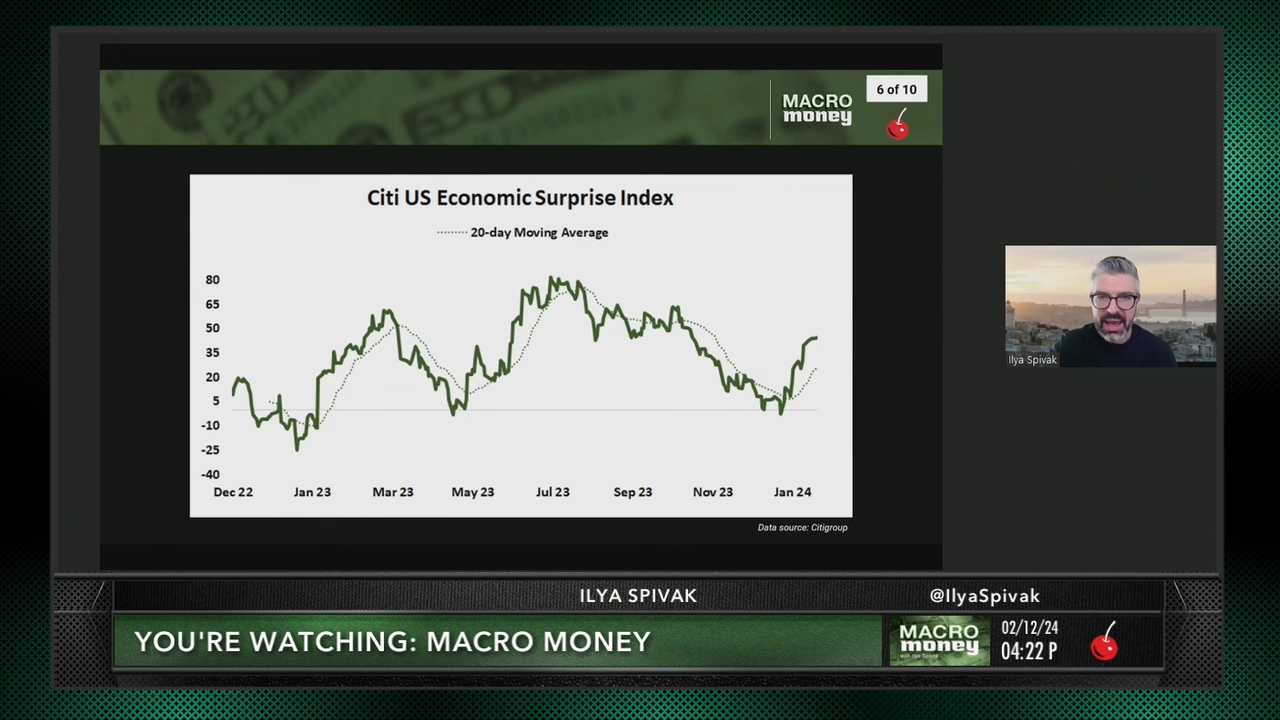 MACRO
money
6 of 10
Citi US Economic Surprise Index
20-day Moving Average
80
65
50
35
20
5
-10
-25
-40
Dec 22
Jan 23
Mar 23
May 23
Jul 23
Sep 23
Nov 23
Jan 24
Data source: Citigroup
Ilya Spivak
ILYA SPIVAK
@IlyaSpivak
YOU'RE WATCHING: MACRO MONEY
MACRO
money
with Ilya Spivak
02/12/24
04:22 P